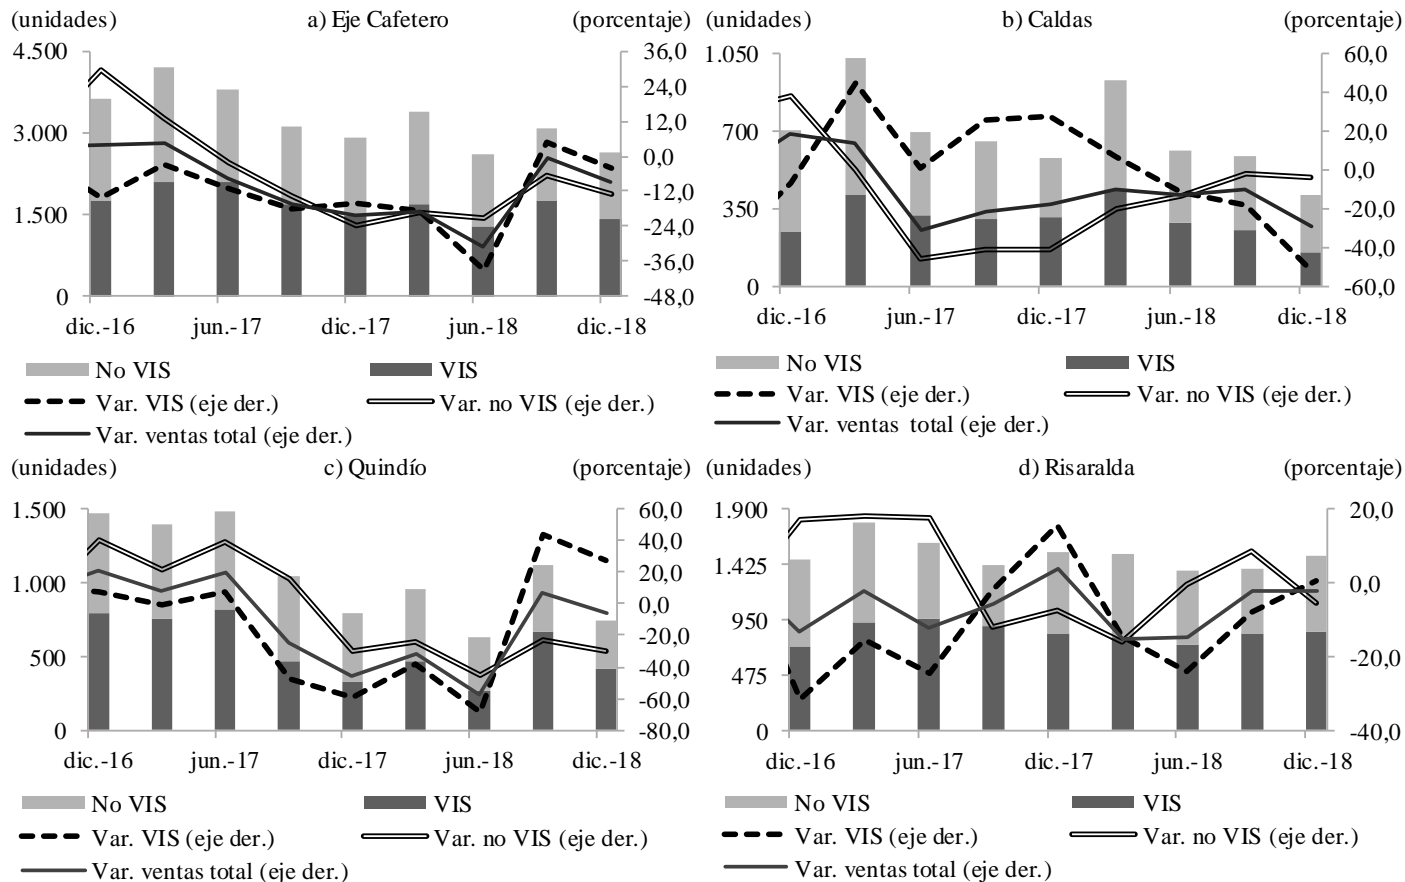 (unidades) a) Eje Cafetero (porcentaje)
4.500
3.000
1.500
0
36,0
24,0
12,0
0,0
-12,0
-24,0
-36,0
-48,0
dic.-16 jun.-17 dic.-17 jun.-18 dic.-18
No VIS VIS
Var. VIS (eje der.) Var. no VIS (eje der.)
Var. ventas total (eje der.)
(unidades) b) Caldas (porcentaje)
1.050
700
350
0
60,0
40,0
20,0
0,0
-20,0
-40,0
-60,0
dic.-16 jun.-17 dic.-17 jun.-18 dic.-18
No VIS VIS
Var. VIS (eje der.) Var. no VIS (eje der.)
Var. ventas total (eje der.)
(unidades) c) Quindío (porcentaje)
1.500
1.000
500
0
60,0
40,0
20,0
0,0
-20,0
-40,0
-60,0
-80,0
dic.-16 jun.-17 dic.-17 jun.-18 dic.-18
No VIS VIS
Var. VIS (eje der.) Var. no VIS (eje der.)
Var. ventas total (eje der.)
(unidades) d) Risaralda (porcentaje)
1.900
1.425
950
475
0
20,0
0,0
-20,0
-40,0
dic.-16 jun.-17 dic.-17 jun.-18 dic.-18
No VIS VIS
Var. VIS (eje der.) Var. no VIS (eje der.)
Var. ventas total (eje der.)